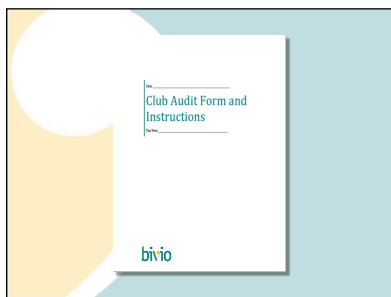 Club
Club Audit Form and
Instructions
Tax Year
bivio